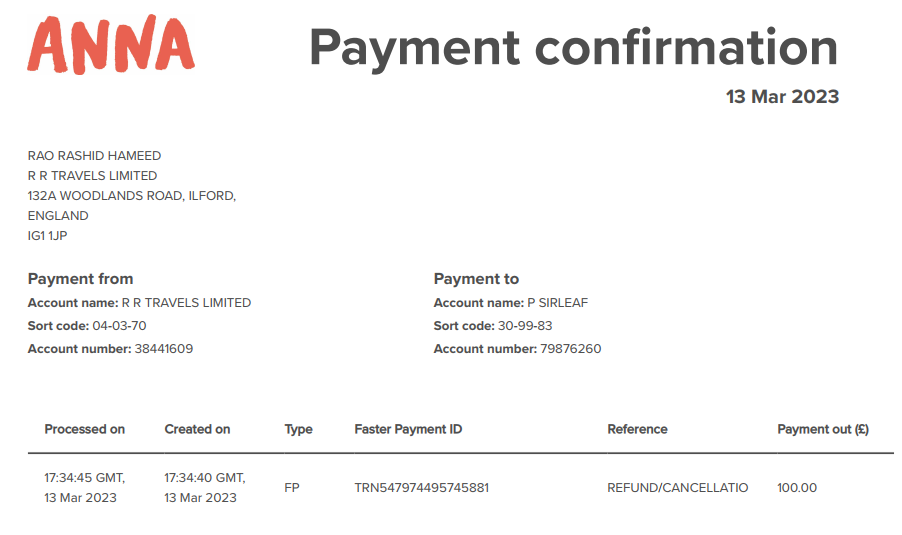 ANNA
Payment confirmation
13 Mar 2023
RAO RASHID HAMEED
R R TRAVELS LIMITED
132A WOODLANDS ROAD, ILFORD,
ENGLAND
IG1 1JP
Payment from
Account name: R R TRAVELS LIMITED
Sort code: 04-03-70
Account number: 38441609
Payment to
Account name: P SIRLEAF
Sort code: 30-99-83
Account number: 79876260
Processed on Created on Type Faster Payment ID Reference Payment out (£)
17:34:45 GMT, 17:34:40 GMT,
13 Mar 2023 13 Mar 2023
FP TRN547974495745881 REFUND/CANCELLATIO 100.00